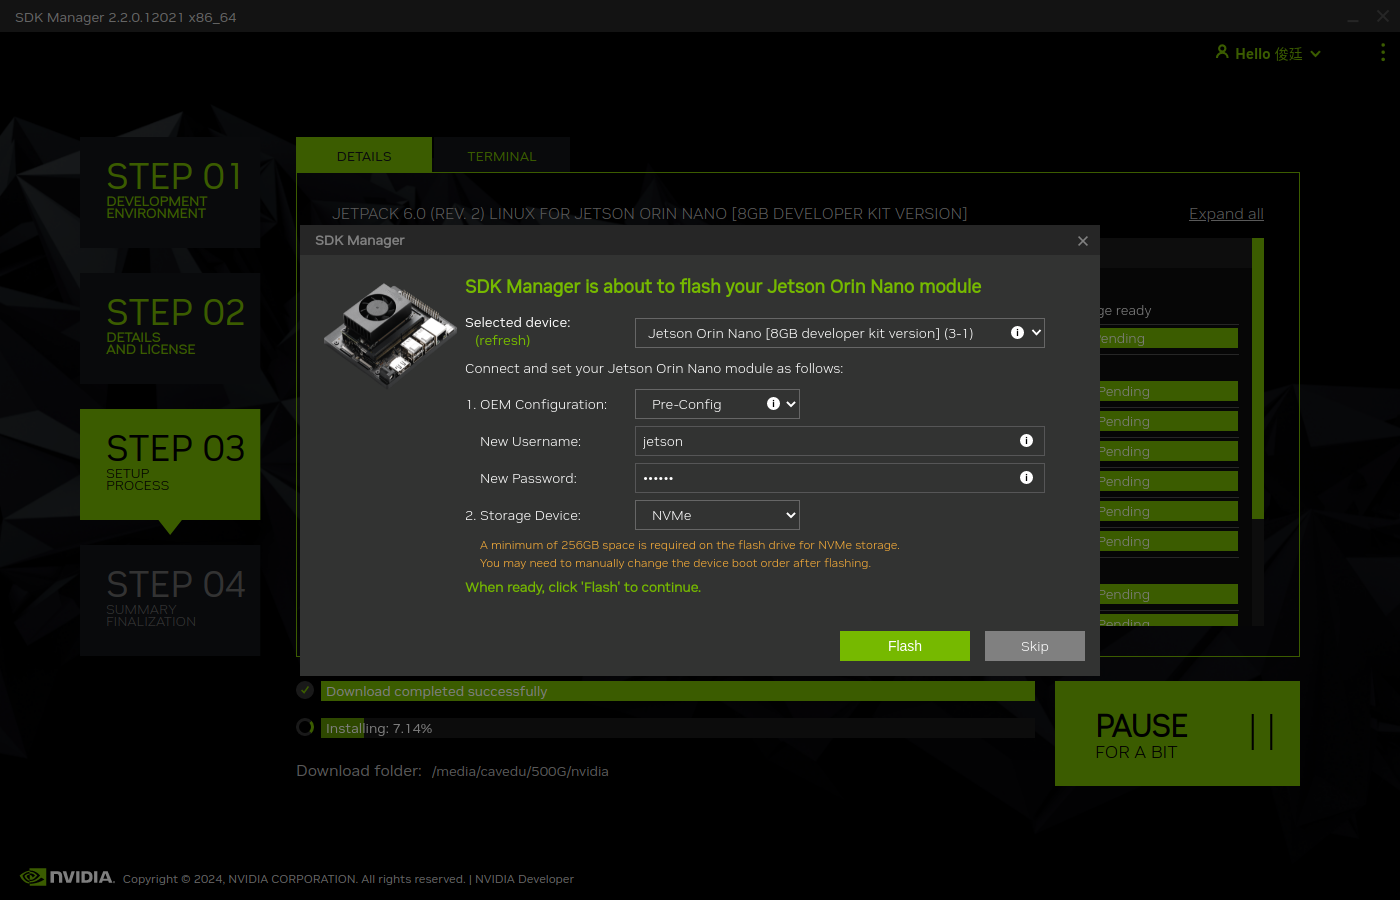 SDK Manager 2.2.0.12021 x86_64
Hello 俊廷
STEP 01
DEVELOPMENT
ENVIRONMENT
STEP 02
DETAILS
AND LICENSE
STEP 03
SETUP
PROCESS
STEP 04
SUMMARY
FINALIZATION
DETAILS
TERMINAL
JETPACK 6.0 (REV. 2) LINUX FOR JETSON ORIN NANO [8GB DEVELOPER KIT VERSION]
Expand all
SDK Manager
SDK Manager is about to flash your Jetson Orin Nano module
Selected device:
(refresh)
Jetson Orin Nano [8GB developer kit version] (3-1)
Connect and set your Jetson Orin Nano module as follows:
1. OEM Configuration:
Pre-Config
New Username:
jetson
New Password:
••••••
2. Storage Device:
NVMe
A minimum of 256GB space is required on the flash drive for NVMe storage.
You may need to manually change the device boot order after flashing.
When ready, click 'Flash' to continue.
Flash
Skip
ready
Pending
Pending
Pending
Pending
Pending
Pending
Pending
Pending
Pending
Download completed successfully
Installing: 7.14%
Download folder: /media/cavedu/500G/nvidia
PAUSE
FOR A BIT
NVIDIA. Copyright © 2024, NVIDIA CORPORATION. All rights reserved. | NVIDIA Developer